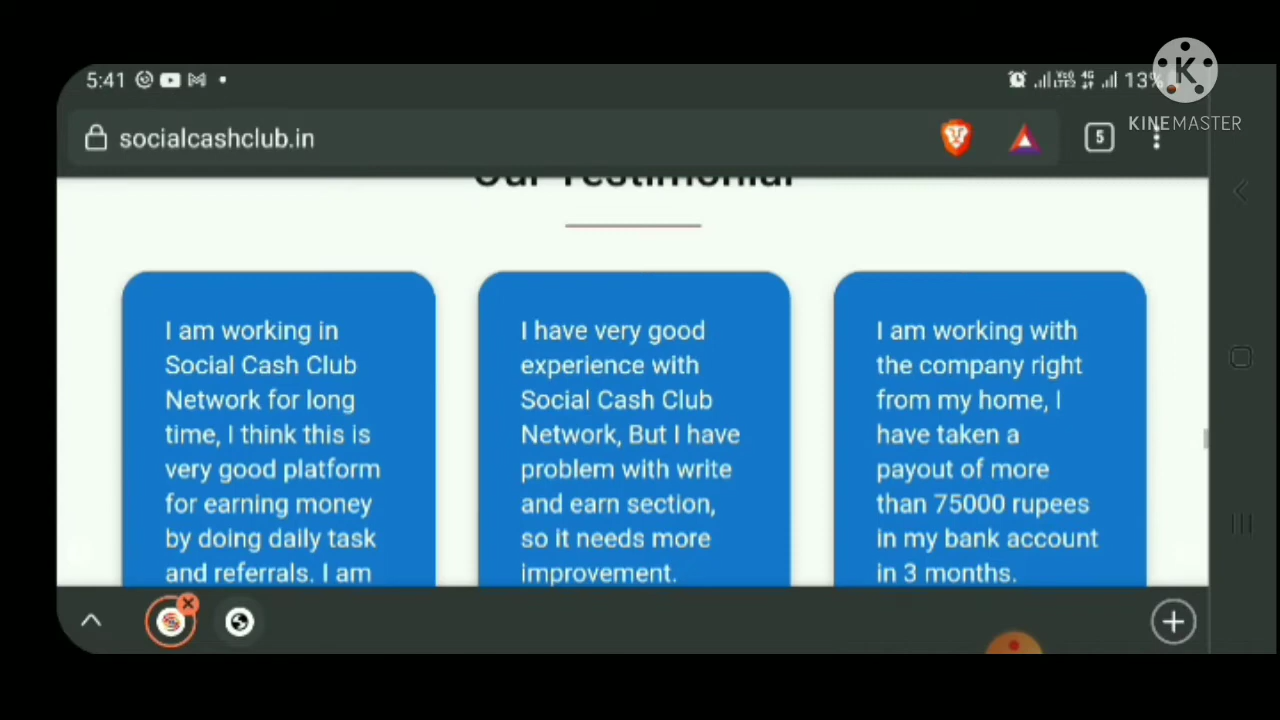 5:41
13%
KINEMASTER
socialcashclub.in
5
Our Testimonial
I am working in
Social Cash Club
Network for long
time, I think this is
very good platform
for earning money
by doing daily task
and referrals. I am
I have very good
experience with
Social Cash Club
Network, But I have
problem with write
and earn section,
so it needs more
improvement.
I am working with
the company right
from my home, I
have taken a
payout of more
than 75000 rupees
in my bank account
in 3 months.